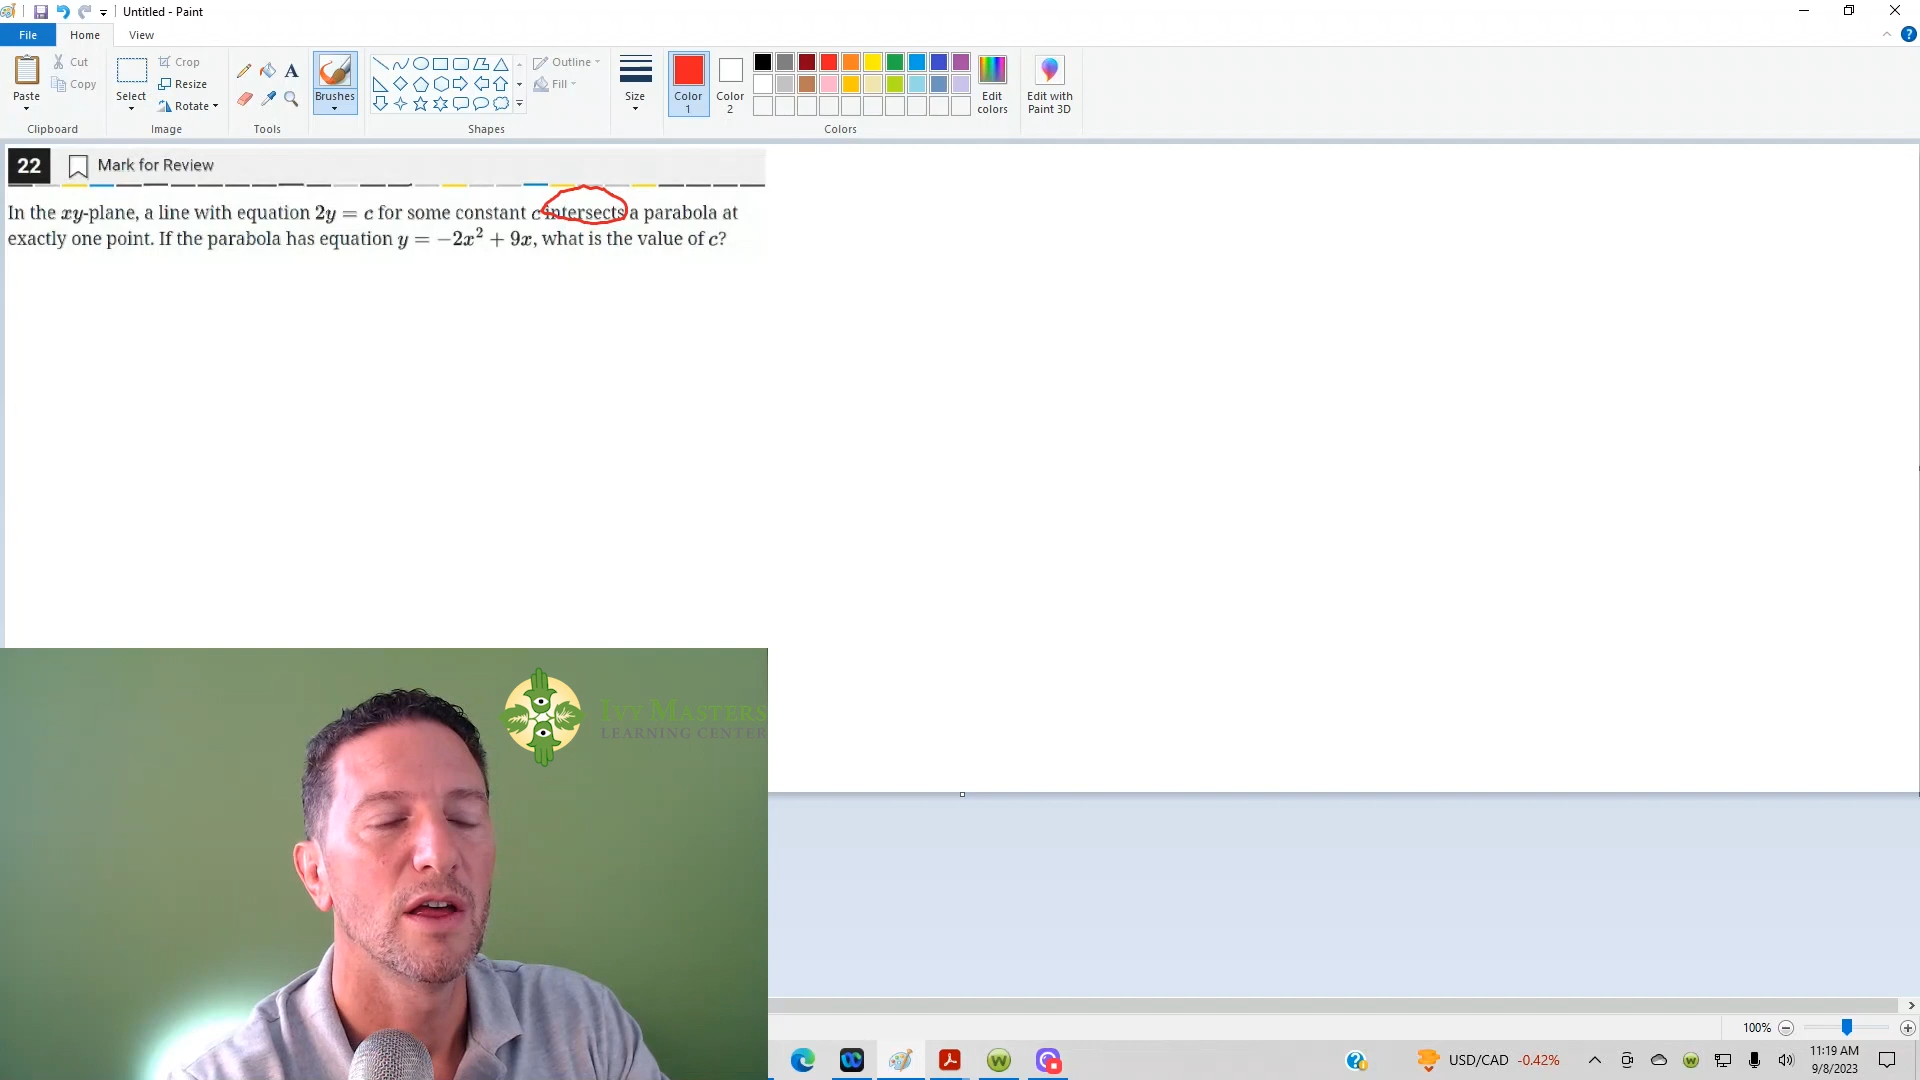 Untitled - Paint
File
Home
View
Paste
Cut
Copy
Clipboard
Select
Crop
Resize
Rotate
Image
Tools
Brushes
Shapes
Outline
Fill
Size
Color 1
Color 2
Colors
Edit colors
Edit with Paint 3D
22
Mark for Review
In the xy-plane, a line with equation 2y = c for some constant c intersects a parabola at
exactly one point. If the parabola has equation y = −2x² + 9x, what is the value of c?
IVY MASTERS
LEARNING CENTER
100%
USD/CAD -0.42%
11:19 AM
9/8/2023